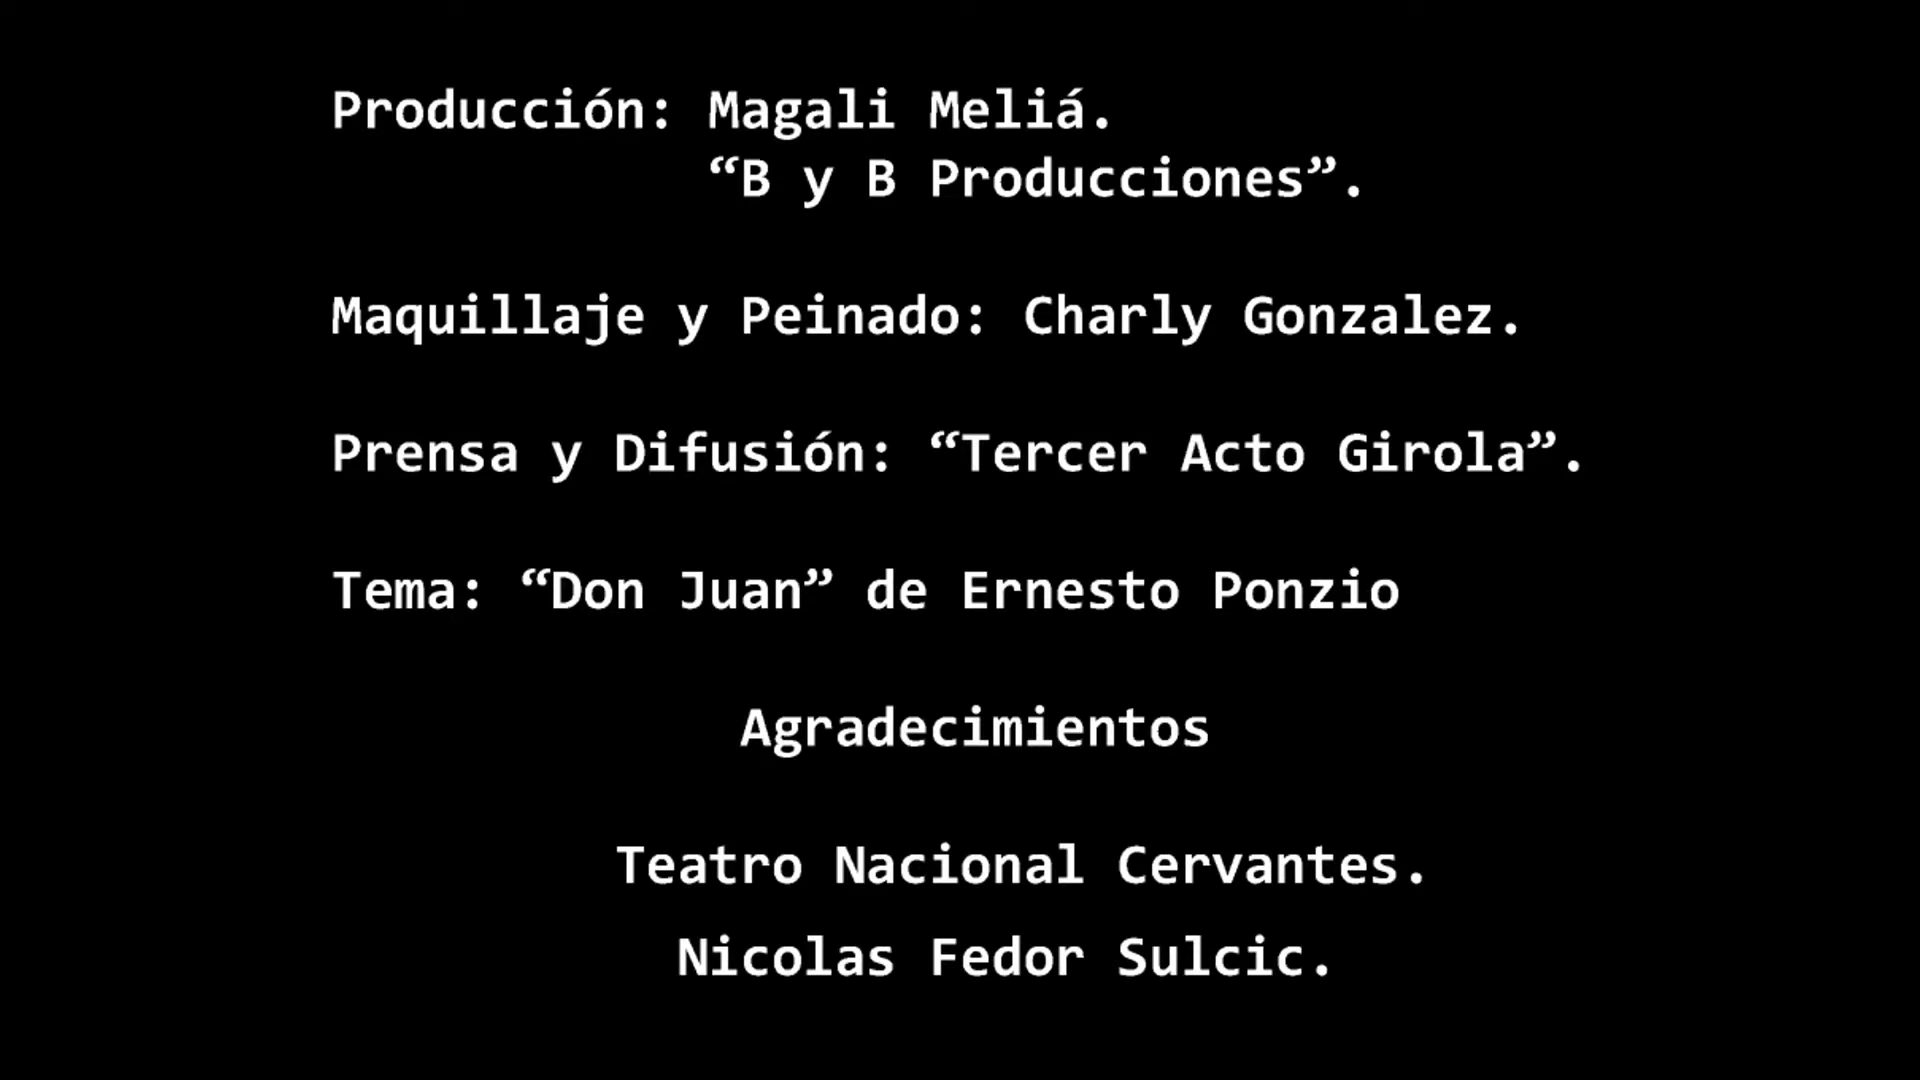 Producción: Magali Meliá.
“B y B Producciones”.
Maquillaje y Peinado: Charly Gonzalez.
Prensa y Difusión: “Tercer Acto Girola”.
Tema: “Don Juan” de Ernesto Ponzio
Agradecimientos
Teatro Nacional Cervantes.
Nicolas Fedor Sulcic.